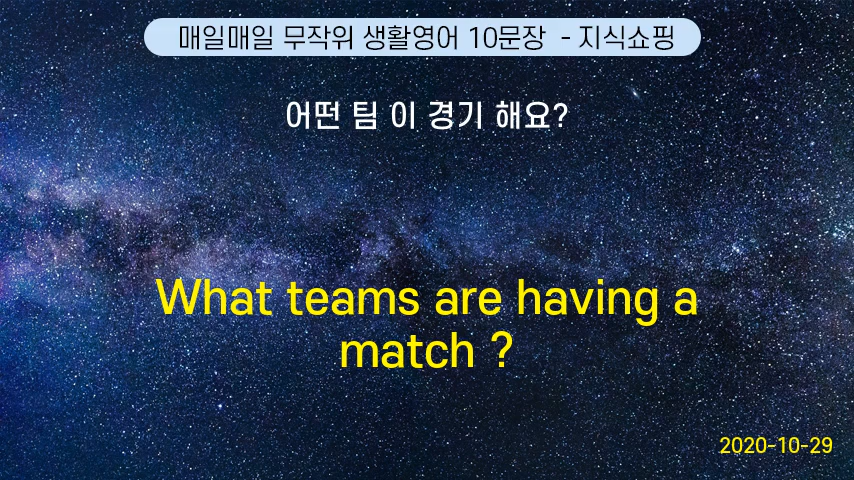 매일매일 무작위 생활영어 10문장 - 지식쇼핑
어떤 팀 이 경기 해요?
What teams are having a
match ?
2020-10-29